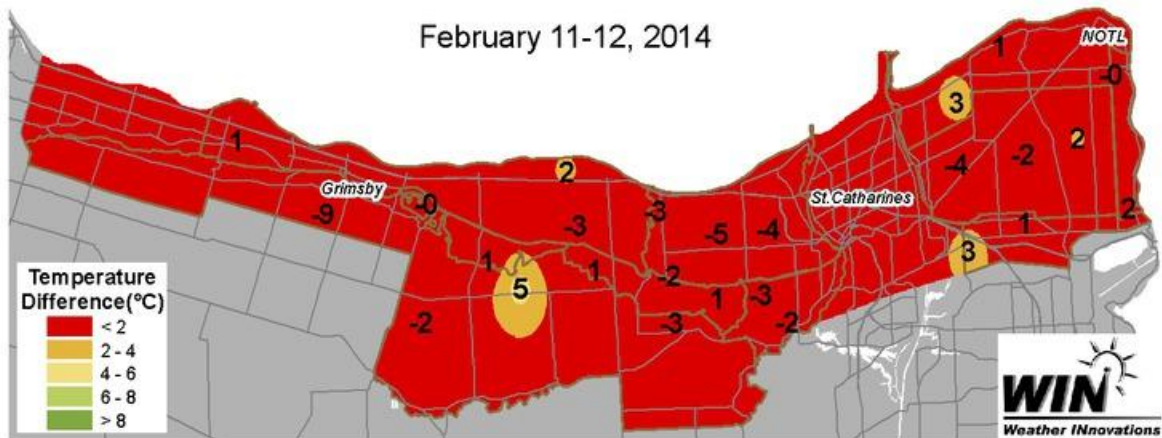 February 11-12, 2014
NOTL
1
-0
3
2
1
-4
-2
2
Grimsby
-0
St.Catharines
-9
-3
-3
-5
-4
1
2
1
1
-2
3
5
Temperature
Difference(°C)
< 2
2 - 4
4 - 6
6 - 8
> 8
-2
-3
1
-3
-2
WIN
Weather INnovations